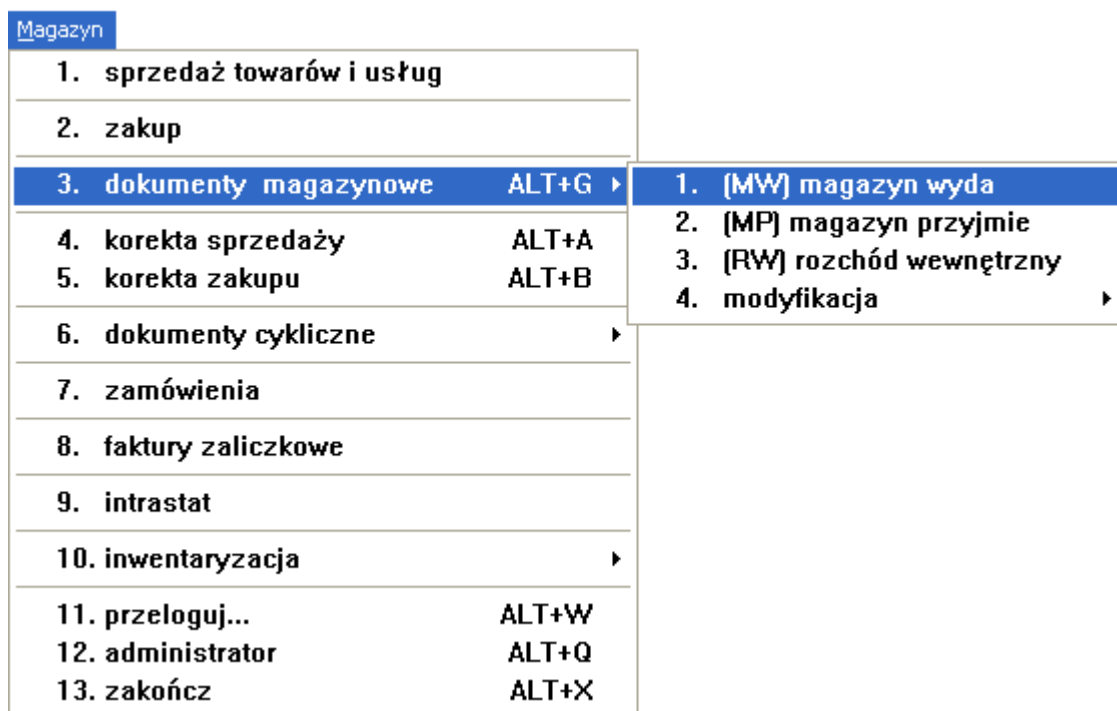 Magazyn
1. sprzedaż towarów i usług
2. zakup
3. dokumenty magazynowe ALT+G
4. korekta sprzedaży ALT+A
5. korekta zakupu ALT+B
6. dokumenty cykliczne
7. zamówienia
8. faktury zaliczkowe
9. intrastat
10. inwentaryzacja
11. przeloguj... ALT+W
12. administrator ALT+Q
13. zakończ ALT+X
1. (MW) magazyn wyda
2. (MP) magazyn przyjmie
3. (RW) rozchód wewnętrzny
4. modyfikacja